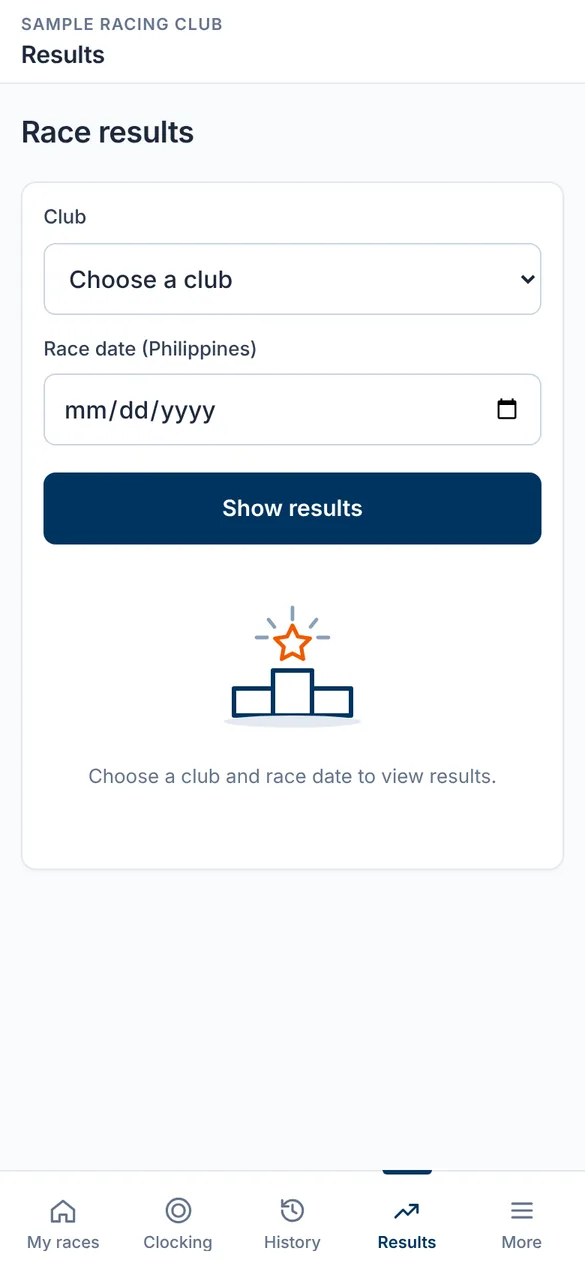 SAMPLE RACING CLUB
Results
Race results
Club
Choose a club
Race date (Philippines)
mm/dd/yyyy
Show results
Choose a club and race date to view results.
My races
Clocking
History
Results
More